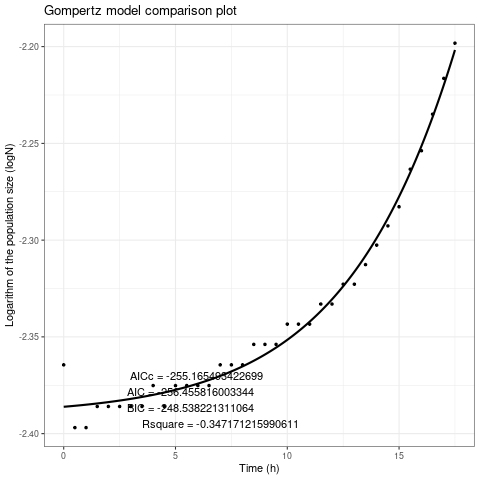 Gompertz model comparison plot
-2.20
-2.25
-2.30
-2.35
-2.40
Logarithm of the population size (logN)
AICc = -255.165493422699
AIC = -256.455816003344
BIC = -248.538221311064
Rsquare = -0.347171215990611
0
5
10
15
Time (h)